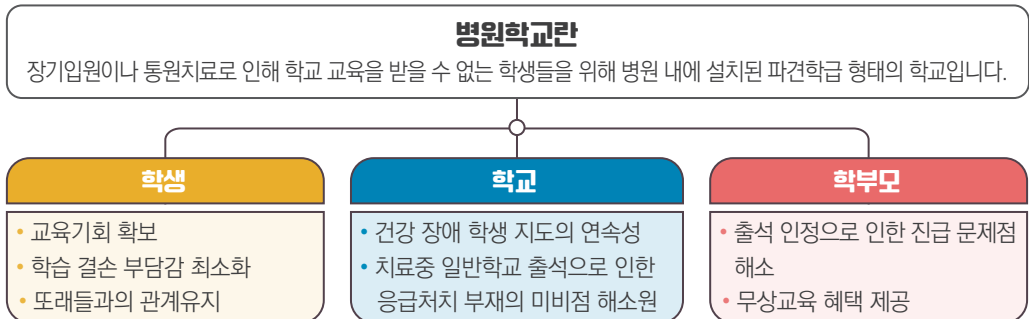 병원학교란
장기입원이나 통원치료로 인해 학교 교육을 받을 수 없는 학생들을 위해 병원 내에 설치된 파견학급 형태의 학교입니다.
학생
• 교육기회 확보
• 학습 결손 부담감 최소화
• 또래들과의 관계유지
학교
• 건강 장애 학생 지도의 연속성
• 치료중 일반학교 출석으로 인한
응급처치 부재의 미비점 해소원
학부모
• 출석 인정으로 인한 진급 문제점
해소
• 무상교육 혜택 제공